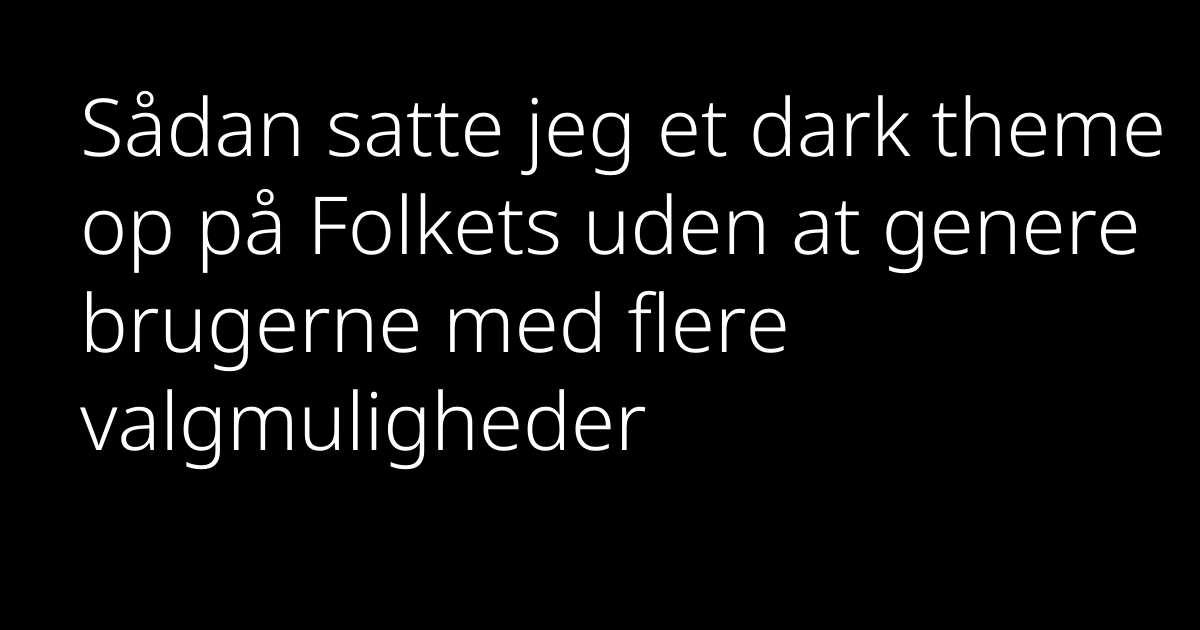 Sådan satte jeg et dark theme
op på Folkets uden at genere
brugerne med flere
valgmuligheder